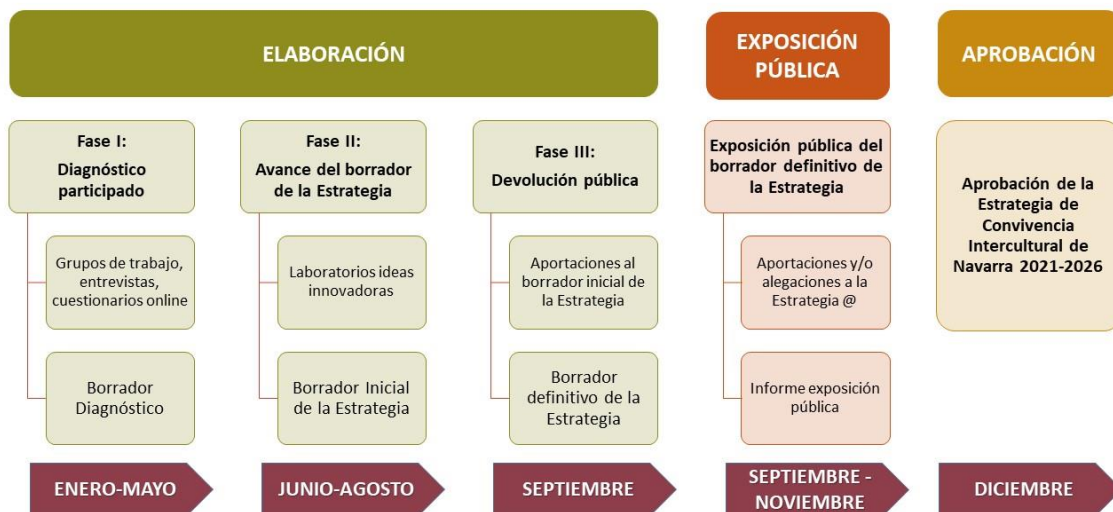 ELABORACIÓN
EXPOSICIÓN
PÚBLICA
APROBACIÓN
Fase I:
Diagnóstico
participado
Grupos de trabajo,
entrevistas,
cuestionarios online
Borrador
Diagnóstico
Fase II:
Avance del borrador
de la Estrategia
Laboratorios ideas
innovadoras
Borrador Inicial
de la Estrategia
Fase III:
Devolución pública
Aportaciones al
borrador inicial de
la Estrategia
Borrador
definitivo de la
Estrategia
Exposición pública del
borrador definitivo de
la Estrategia
Aportaciones y/o
alegaciones a la
Estrategia @
Informe exposición
pública
Aprobación de la
Estrategia de
Convivencia
Intercultural de
Navarra 2021-2026
ENERO-MAYO
JUNIO-AGOSTO
SEPTIEMBRE
SEPTIEMBRE -
NOVIEMBRE
DICIEMBRE